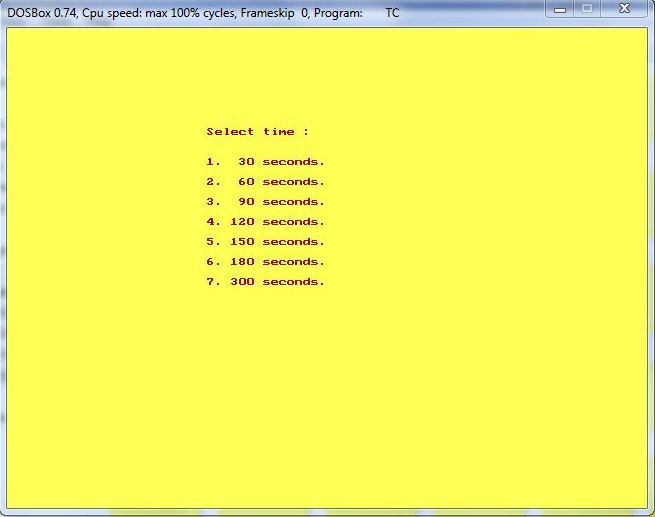 DOSBox 0.74, Cpu speed: max 100% cycles, Frameskip 0, Program: TC
Select time :
1. 30 seconds.
2. 60 seconds.
3. 90 seconds.
4. 120 seconds.
5. 150 seconds.
6. 180 seconds.
7. 300 seconds.